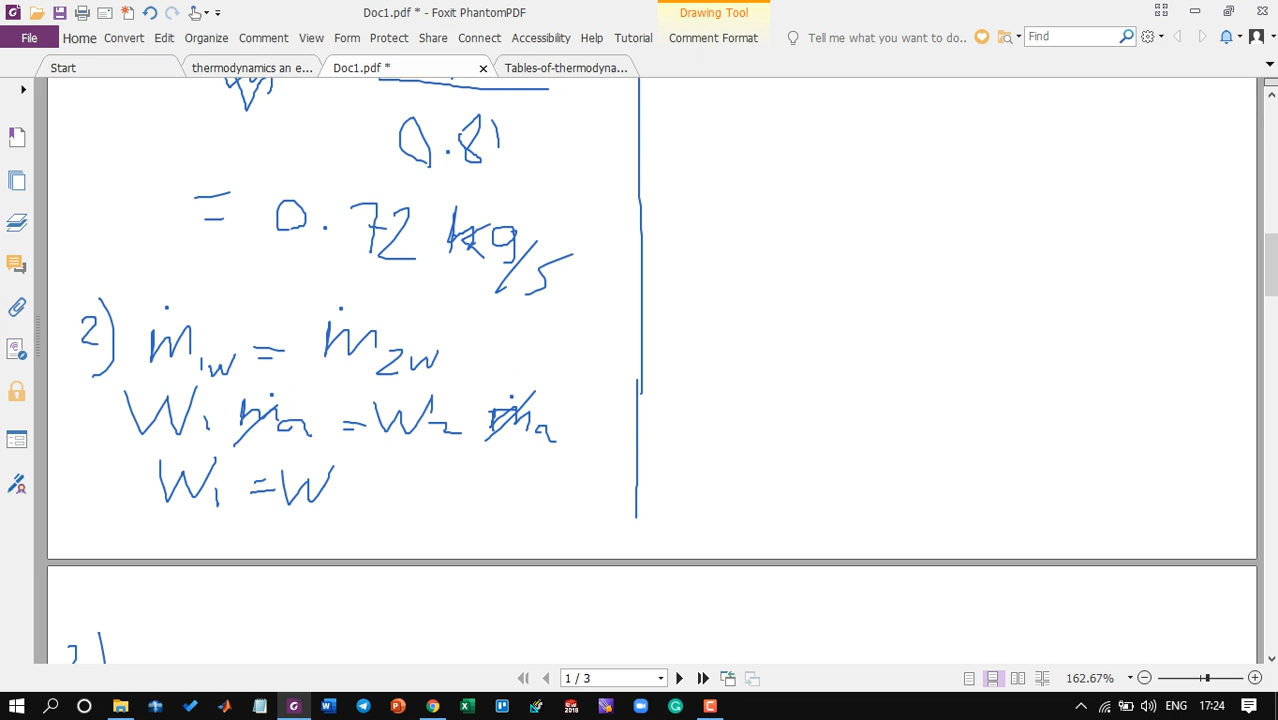 Doc1.pdf * - Foxit PhantomPDF
Drawing Tool
File Home Convert Edit Organize Comment View Form Protect Share Connect Accessibility Help Tutorial Comment Format Tell me what you want to do.. Find
Start thermodynamics an e... Doc1.pdf * Tables-of-thermodyna...
0.81
= 0.72 kg/s
2) ṁ1w = ṁ2w
W1 ṁa = W2 ṁa
W1 = W
1 / 3 162.67%
ENG 17:24